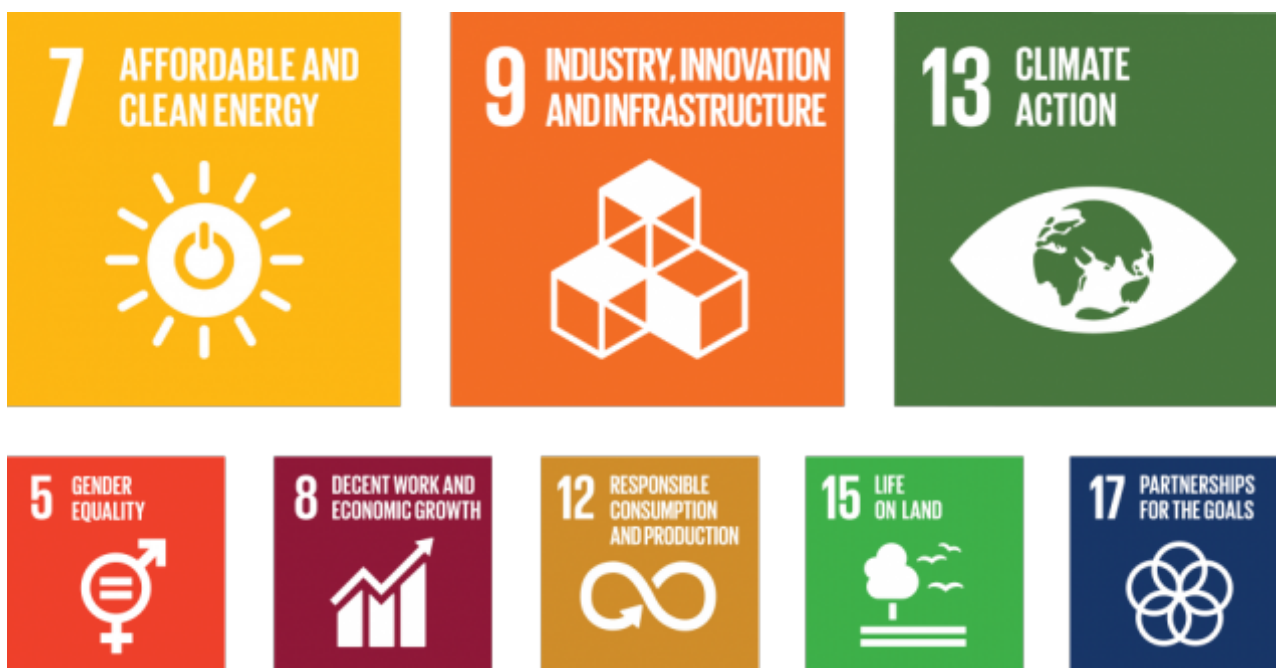 7 AFFORDABLE AND
CLEAN ENERGY
9 INDUSTRY, INNOVATION
AND INFRASTRUCTURE
13 CLIMATE
ACTION
5 GENDER
EQUALITY
8 DECENT WORK AND
ECONOMIC GROWTH
12 RESPONSIBLE
CONSUMPTION
AND PRODUCTION
15 LIFE
ON LAND
17 PARTNERSHIPS
FOR THE GOALS